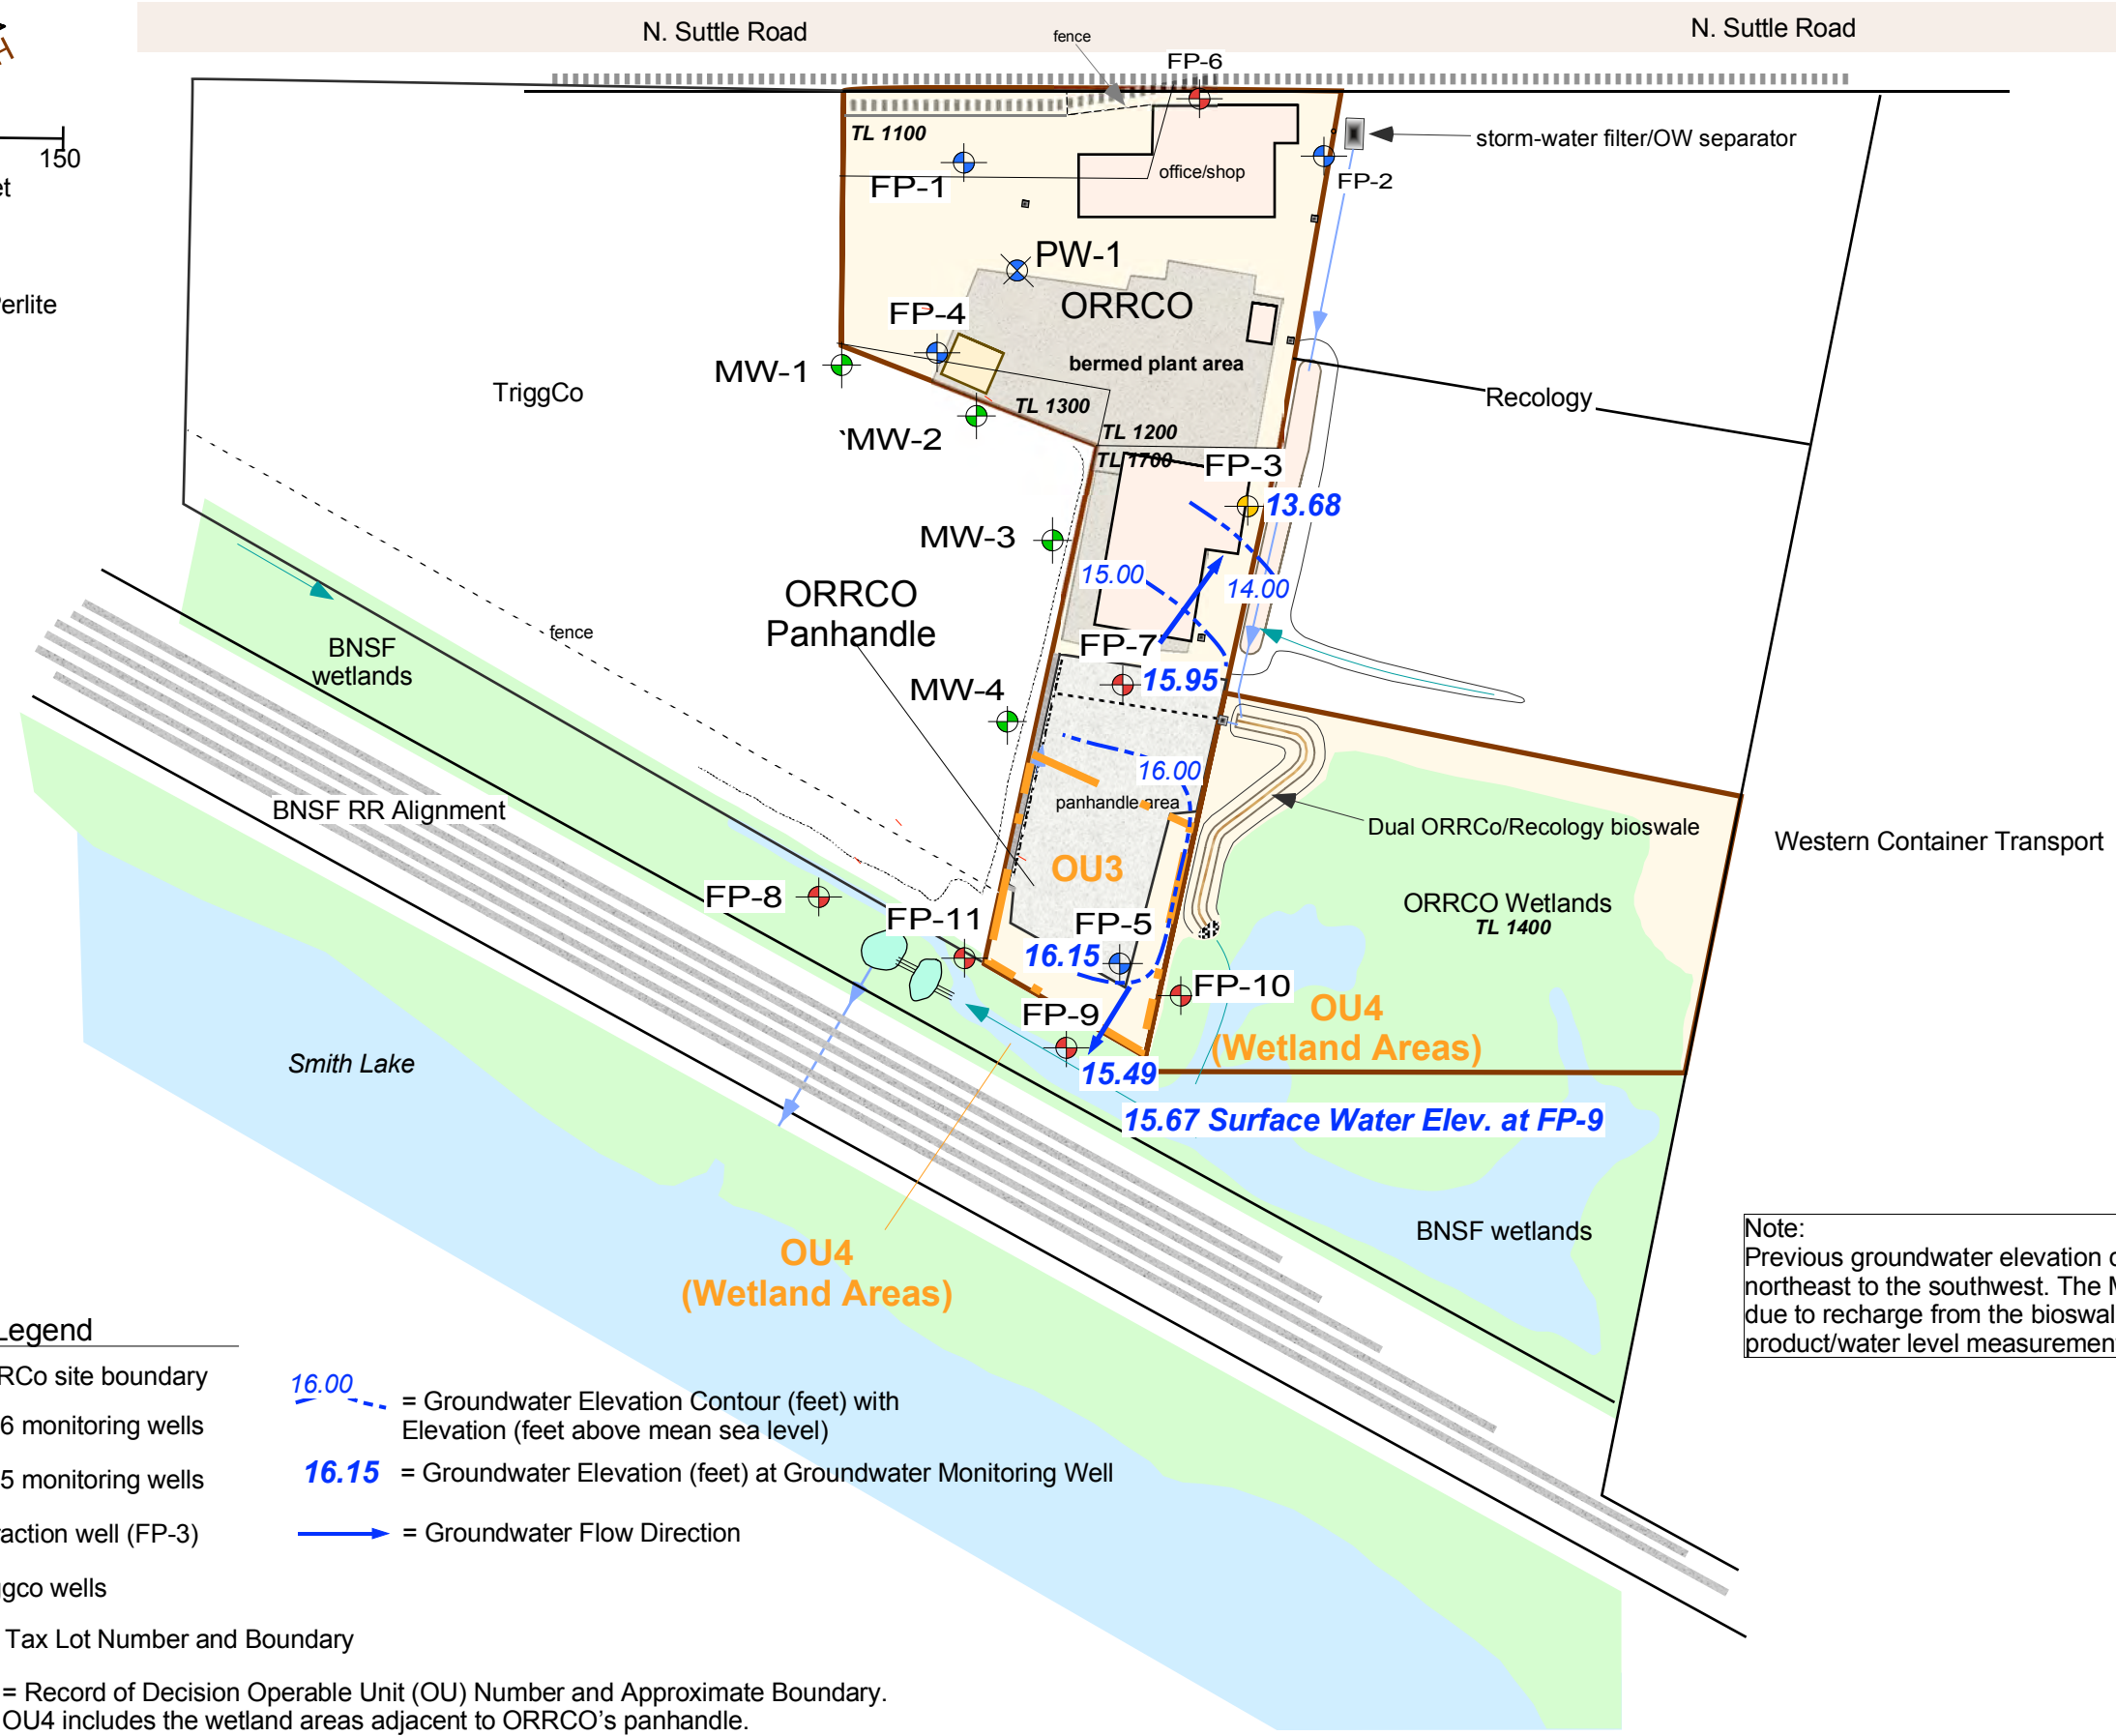 N. Suttle Road
N. Suttle Road
fence
FP-6
TL 1100
storm-water filter/OW separator
150
office/shop
FP-1
FP-2
PW-1
ORRCO
FP-4
bermed plant area
MW-1
TriggCo
Recology
TL 1300
`MW-2
TL 1200
TL 1700
FP-3
13.68
MW-3
15.00
14.00
ORRCO
Panhandle
fence
BNSF
wetlands
FP-7
15.95
MW-4
16.00
panhandle area
BNSF RR Alignment
Dual ORRCo/Recology bioswale
Western Container Transport
OU3
FP-8
ORRCO Wetlands
TL 1400
FP-11
FP-5
16.15
FP-10
FP-9
OU4
(Wetland Areas)
Smith Lake
15.49
15.67 Surface Water Elev. at FP-9
BNSF wetlands
OU4
(Wetland Areas)
Note:
Previous groundwater elevation
northeast to the southwest. The
due to recharge from the
product/water level
Legend
RCo site boundary
6 monitoring wells
5 monitoring wells
action well (FP-3)
gco wells
Tax Lot Number and Boundary
16.00
= Groundwater Elevation Contour (feet) with
Elevation (feet above mean sea level)
16.15 = Groundwater Elevation (feet) at Groundwater Monitoring Well
= Groundwater Flow Direction
= Record of Decision Operable Unit (OU) Number and Approximate Boundary.
OU4 includes the wetland areas adjacent to ORRCO's panhandle.